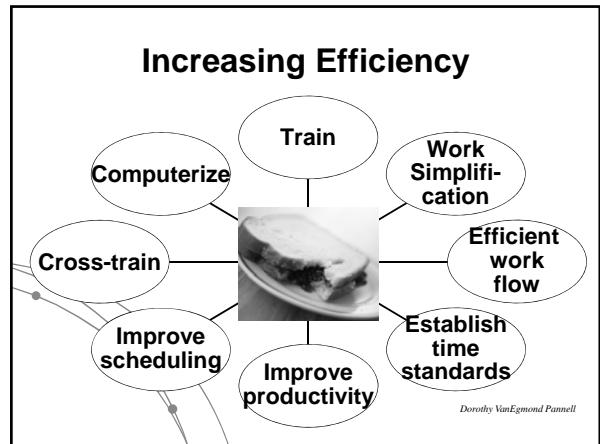 Increasing Efficiency
Train
Work
Simplifi-
cation
Efficient
work
flow
Establish
time
standards
Improve
productivity
Improve
scheduling
Cross-train
Computerize
Dorothy VanEgmond Pannell